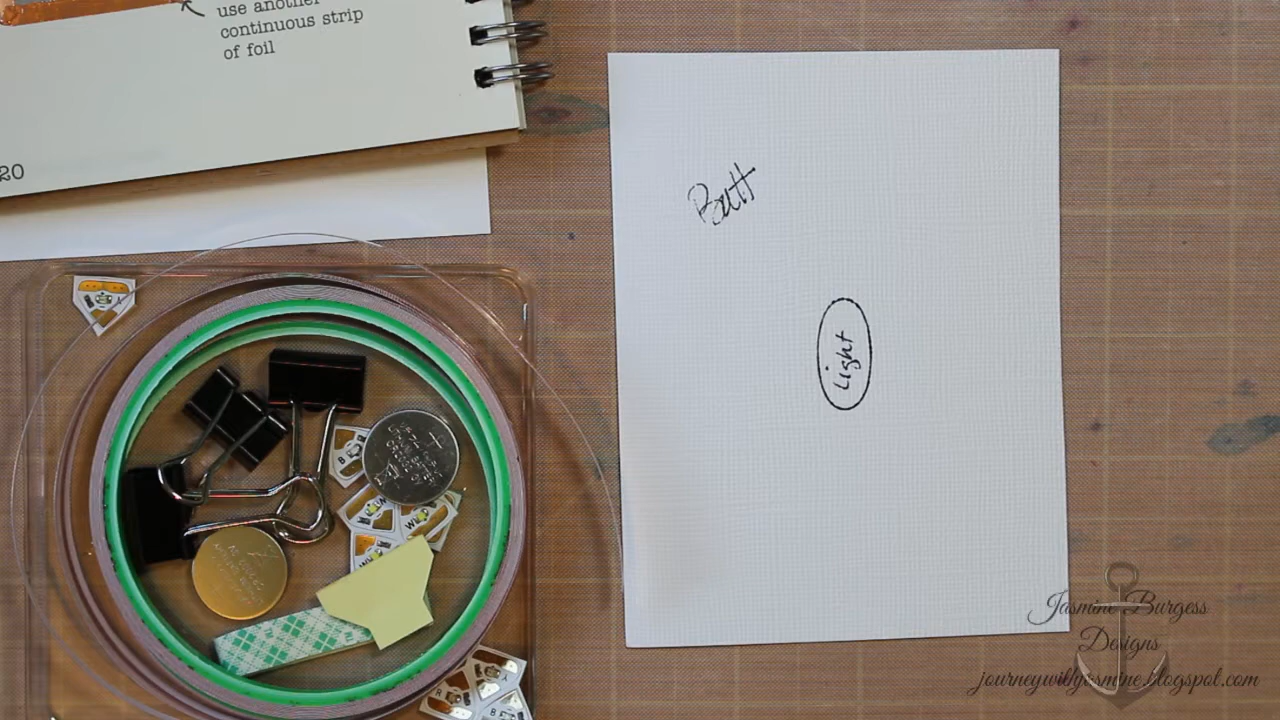 use another
continuous strip
of foil
20
Batt
Light
Jasmine Burgess
Designs
journeywithjasmine.blogspot.com